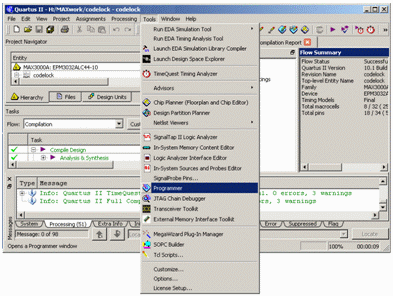 Quartus II - H:/MAXwork/codelock - codelock
File Edit View Project Assignments Processing Tools Window Help
Run EDA Simulation Tool
Run EDA Timing Analysis Tool
Launch EDA Simulation Library Compiler
Launch Design Space Explorer
TimeQuest Timing Analyzer
Advisors
Chip Planner (Floorplan and Chip Editor)
Design Partition Planner
Netlist Viewers
SignalTap II Logic Analyzer
In-System Memory Content Editor
Logic Analyzer Interface Editor
In-System Sources and Probes Editor
SignalProbe Pins...
Programmer
JTAG Chain Debugger
Transceiver Toolkit
External Memory Interface Toolkit
MegaWizard Plug-In Manager
SOPC Builder
Tcl Scripts...
Customize...
Options...
License Setup...
Project Navigator
Entity
MAX3000A: EPM3032ALC44-10
codelock
Hierarchy Files Design Units
Tasks
Flow: Compilation
Task
Compile Design
Analysis & Synthesis
Compilation Report
Flow Summary
Flow Status Successful
Quartus II Version 10.1 Build
Revision Name codelock
Top-level Entity Name codelock
Family MAX3000A
Device EPM3032A
Timing Models Final
Total macrocells 8 / 32 ( 25
Total pins 18 / 34 ( 5
Type Message
Info: Quartus II TimeQuest 0 errors, 3 warnings
Info: Quartus II Full Comp 0 errors, 3 warnings
System Processing (51) Extra Info Error Suppressed Flag
Messages
Message: 0 of 98 Locate
Opens a Programmer window 100% 00:00:09